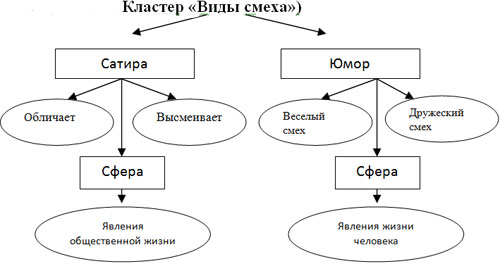 Кластер «Виды смеха»)
Сатира
Юмор
Обличает
Высмеивает
Веселый
смех
Дружеский
смех
Сфера
Сфера
Явления
общественной жизни
Явления жизни
человека